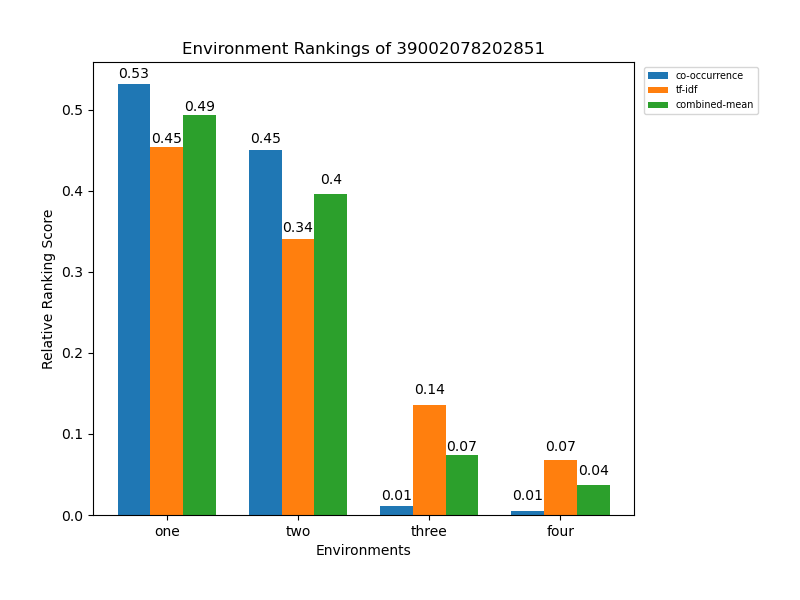 Environment Rankings of 39002078202851
co-occurrence
tf-idf
combined-mean
Relative Ranking Score
0.5
0.4
0.3
0.2
0.1
0.0
0.53
0.45
0.49
0.45
0.34
0.4
0.01
0.14
0.07
0.01
0.07
0.04
one two three four
Environments